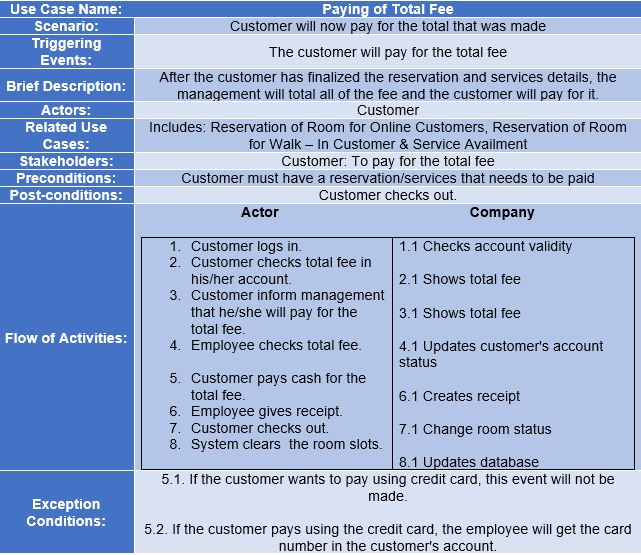 Use Case Name: Paying of Total Fee
Scenario: Customer will now pay for the total that was made
Triggering
Events: The customer will pay for the total fee
Brief Description: After the customer has finalized the reservation and services details, the
management will total all of the fee and the customer will pay for it.
Actors: Customer
Related Use
Cases: Includes: Reservation of Room for Online Customers, Reservation of Room
for Walk – In Customer & Service Availment
Stakeholders: Customer: To pay for the total fee
Preconditions: Customer must have a reservation/services that needs to be paid
Post-conditions: Customer checks out.
Flow of Activities:
Actor
1. Customer logs in.
2. Customer checks total fee in
his/her account.
3. Customer inform management
that he/she will pay for the
total fee.
4. Employee checks total fee.
5. Customer pays cash for the
total fee.
6. Employee gives receipt.
7. Customer checks out.
8. System clears the room slots.
Company
1.1 Checks account validity
2.1 Shows total fee
3.1 Shows total fee
4.1 Updates customer's account
status
6.1 Creates receipt
7.1 Change room status
8.1 Updates database
Exception
Conditions:
5.1. If the customer wants to pay using credit card, this event will not be
made.
5.2. If the customer pays using the credit card, the employee will get the card
number in the customer's account.